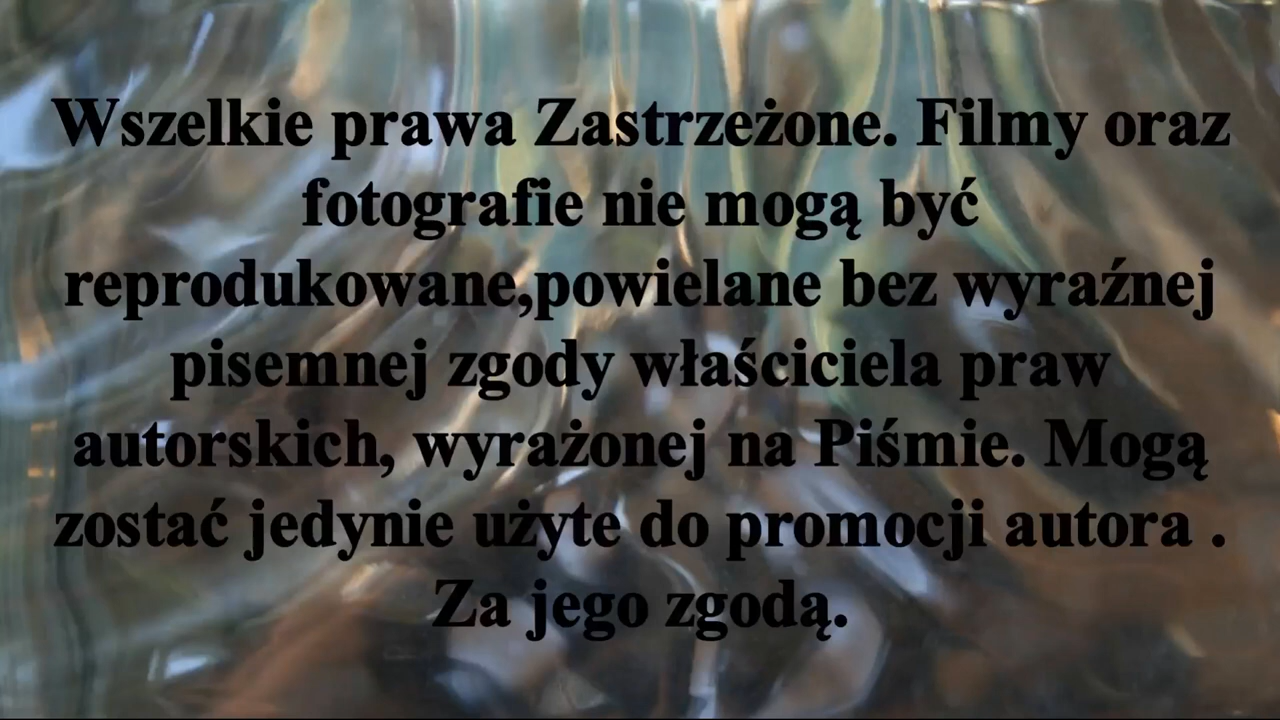 Wszelkie prawa Zastrzeżone. Filmy oraz
fotografie nie mogą być
reprodukowane,powielane bez wyraźnej
pisemnej zgody właściciela praw
autorskich, wyrażonej na Piśmie. Mogą
zostać jedynie użyte do promocji autora .
Za jego zgodą.